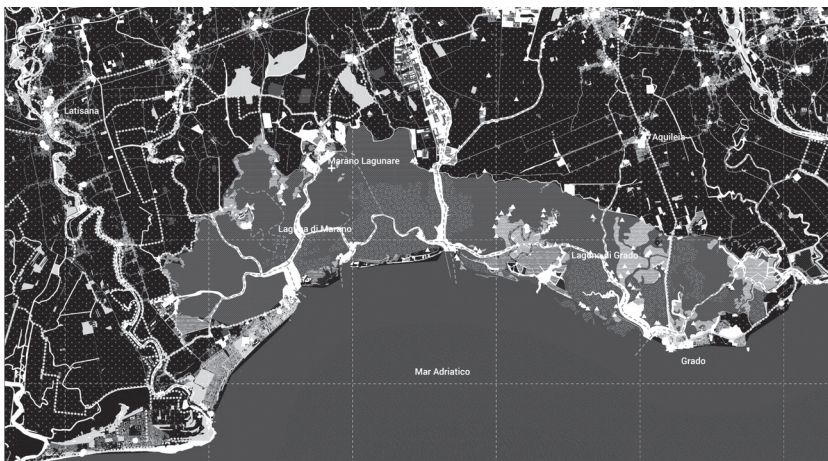 Latisana
Aquileia
Marano Lagunare
Laguna di Marano
Laguna di Grado
Grado
Mar Adriatico